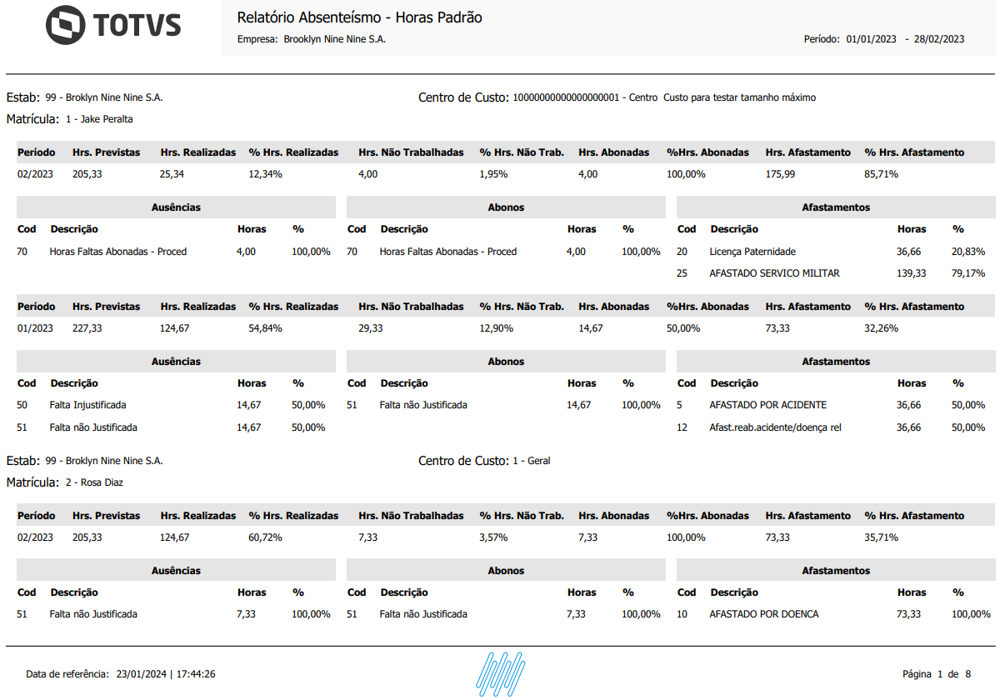 TOTVS
Relatório Absenteísmo - Horas Padrão
Empresa: Brooklyn Nine Nine S.A. Período: 01/01/2023 - 28/02/2023
Estab: 99 - Broklyn Nine Nine S.A. Centro de Custo: 10000000000000000001 - Centro Custo para testar tamanho máximo
Matrícula: 1 - Jake Peralta
Período Hrs. Previstas Hrs. Realizadas % Hrs. Realizadas Hrs. Não Trabalhadas % Hrs. Não Trab. Hrs. Abonadas %Hrs. Abonadas Hrs. Afastamento % Hrs. Afastamento
02/2023 205,33 25,34 12,34% 4,00 1,95% 4,00 100,00% 175,99 85,71%
Ausências Abonos Afastamentos
Cod Descrição Horas % Cod Descrição Horas % Cod Descrição Horas %
70 Horas Faltas Abonadas - Proced 4,00 100,00% 70 Horas Faltas Abonadas - Proced 4,00 100,00% 20 Licença Paternidade 36,66 20,83%
25 AFASTADO SERVICO MILITAR 139,33 79,17%
Período Hrs. Previstas Hrs. Realizadas % Hrs. Realizadas Hrs. Não Trabalhadas % Hrs. Não Trab. Hrs. Abonadas %Hrs. Abonadas Hrs. Afastamento % Hrs. Afastamento
01/2023 227,33 124,67 54,84% 29,33 12,90% 14,67 50,00% 73,33 32,26%
Ausências Abonos Afastamentos
Cod Descrição Horas % Cod Descrição Horas % Cod Descrição Horas %
50 Falta Injustificada 14,67 50,00% 51 Falta não Justificada 14,67 100,00% 5 AFASTADO POR ACIDENTE 36,66 50,00%
51 Falta não Justificada 14,67 50,00% 12 Afast.reab.acidente/doença rel 36,66 50,00%
Estab: 99 - Broklyn Nine Nine S.A. Centro de Custo: 1 - Geral
Matrícula: 2 - Rosa Diaz
Período Hrs. Previstas Hrs. Realizadas % Hrs. Realizadas Hrs. Não Trabalhadas % Hrs. Não Trab. Hrs. Abonadas %Hrs. Abonadas Hrs. Afastamento % Hrs. Afastamento
02/2023 205,33 124,67 60,72% 7,33 3,57% 7,33 100,00% 73,33 35,71%
Ausências Abonos Afastamentos
Cod Descrição Horas % Cod Descrição Horas % Cod Descrição Horas %
51 Falta não Justificada 7,33 100,00% 51 Falta não Justificada 7,33 100,00% 10 AFASTADO POR DOENCA 73,33 100,00%
Data de referência: 23/01/2024 | 17:44:26 Página 1 de 8